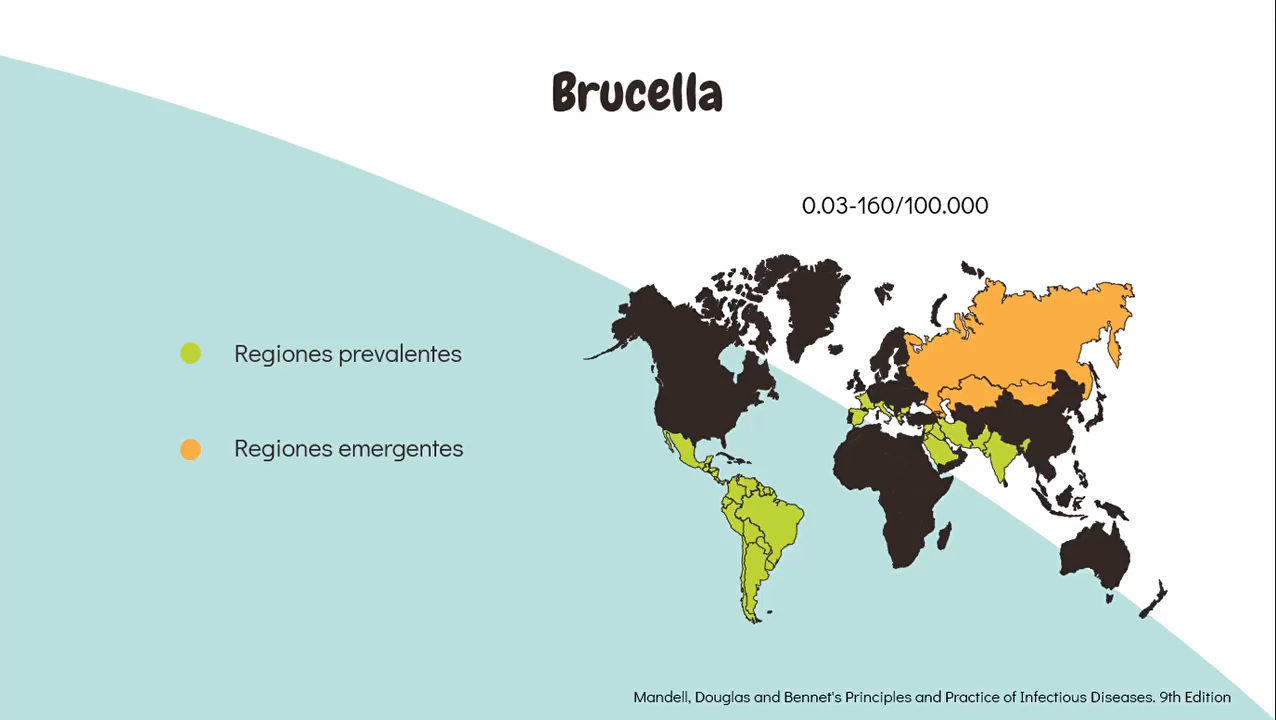 Brucella
0.03-160/100.000
Regiones prevalentes
Regiones emergentes
Mandell, Douglas and Bennet's Principles and Practice of Infectious Diseases. 9th Edition